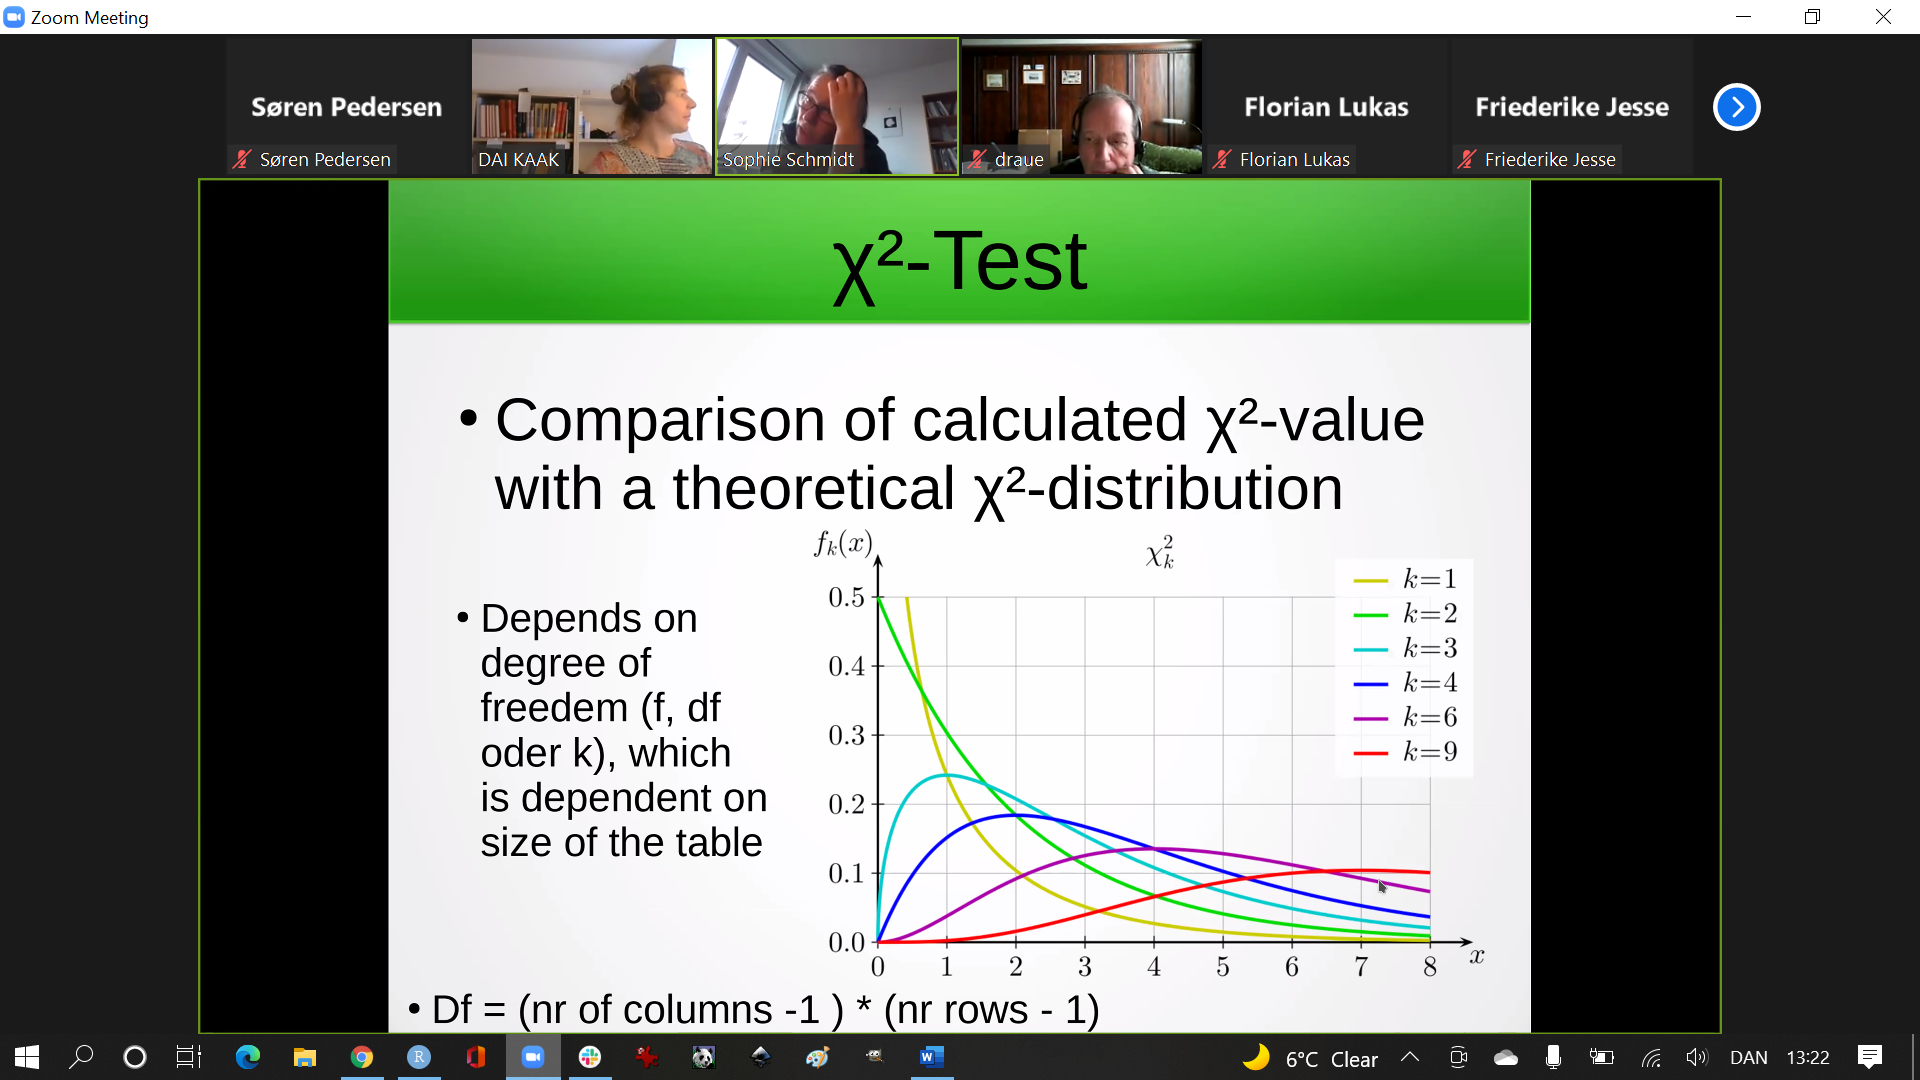 Zoom Meeting
Søren Pedersen
Florian Lukas
Friederike Jesse
Søren Pedersen
DAI KAAK
Sophie Schmidt
draue
Florian Lukas
Friederike Jesse
χ²-Test
• Comparison of calculated χ²-value
with a theoretical χ²-distribution
• Depends on
degree of
freedem (f, df
oder k), which
is dependent on
size of the table
fₖ(x)
χ²ₖ
k=1
k=2
k=3
k=4
k=6
k=9
0.5
0.4
0.3
0.2
0.1
0.0
0 1 2 3 4 5 6 7 8
x
• Df = (nr of columns -1 ) * (nr rows - 1)
R
W
6°C Clear
DAN
13:22